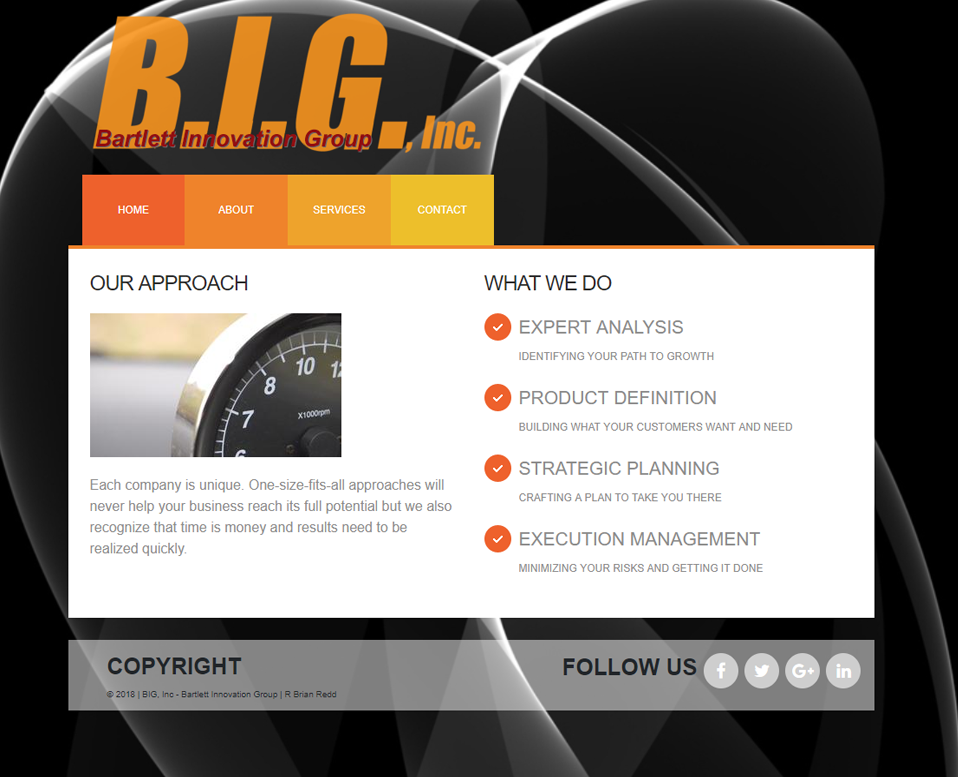 B.I.G., Inc.
Bartlett Innovation Group
HOME
ABOUT
SERVICES
CONTACT
OUR APPROACH
8
10
7
X1000rpm
6
Each company is unique. One-size-fits-all approaches will
never help your business reach its full potential but we also
recognize that time is money and results need to be
realized quickly.
WHAT WE DO
EXPERT ANALYSIS
IDENTIFYING YOUR PATH TO GROWTH
PRODUCT DEFINITION
BUILDING WHAT YOUR CUSTOMERS WANT AND NEED
STRATEGIC PLANNING
CRAFTING A PLAN TO TAKE YOU THERE
EXECUTION MANAGEMENT
MINIMIZING YOUR RISKS AND GETTING IT DONE
COPYRIGHT
© 2018 | BIG, Inc - Bartlett Innovation Group | R Brian Redd
FOLLOW US
f
G+
in